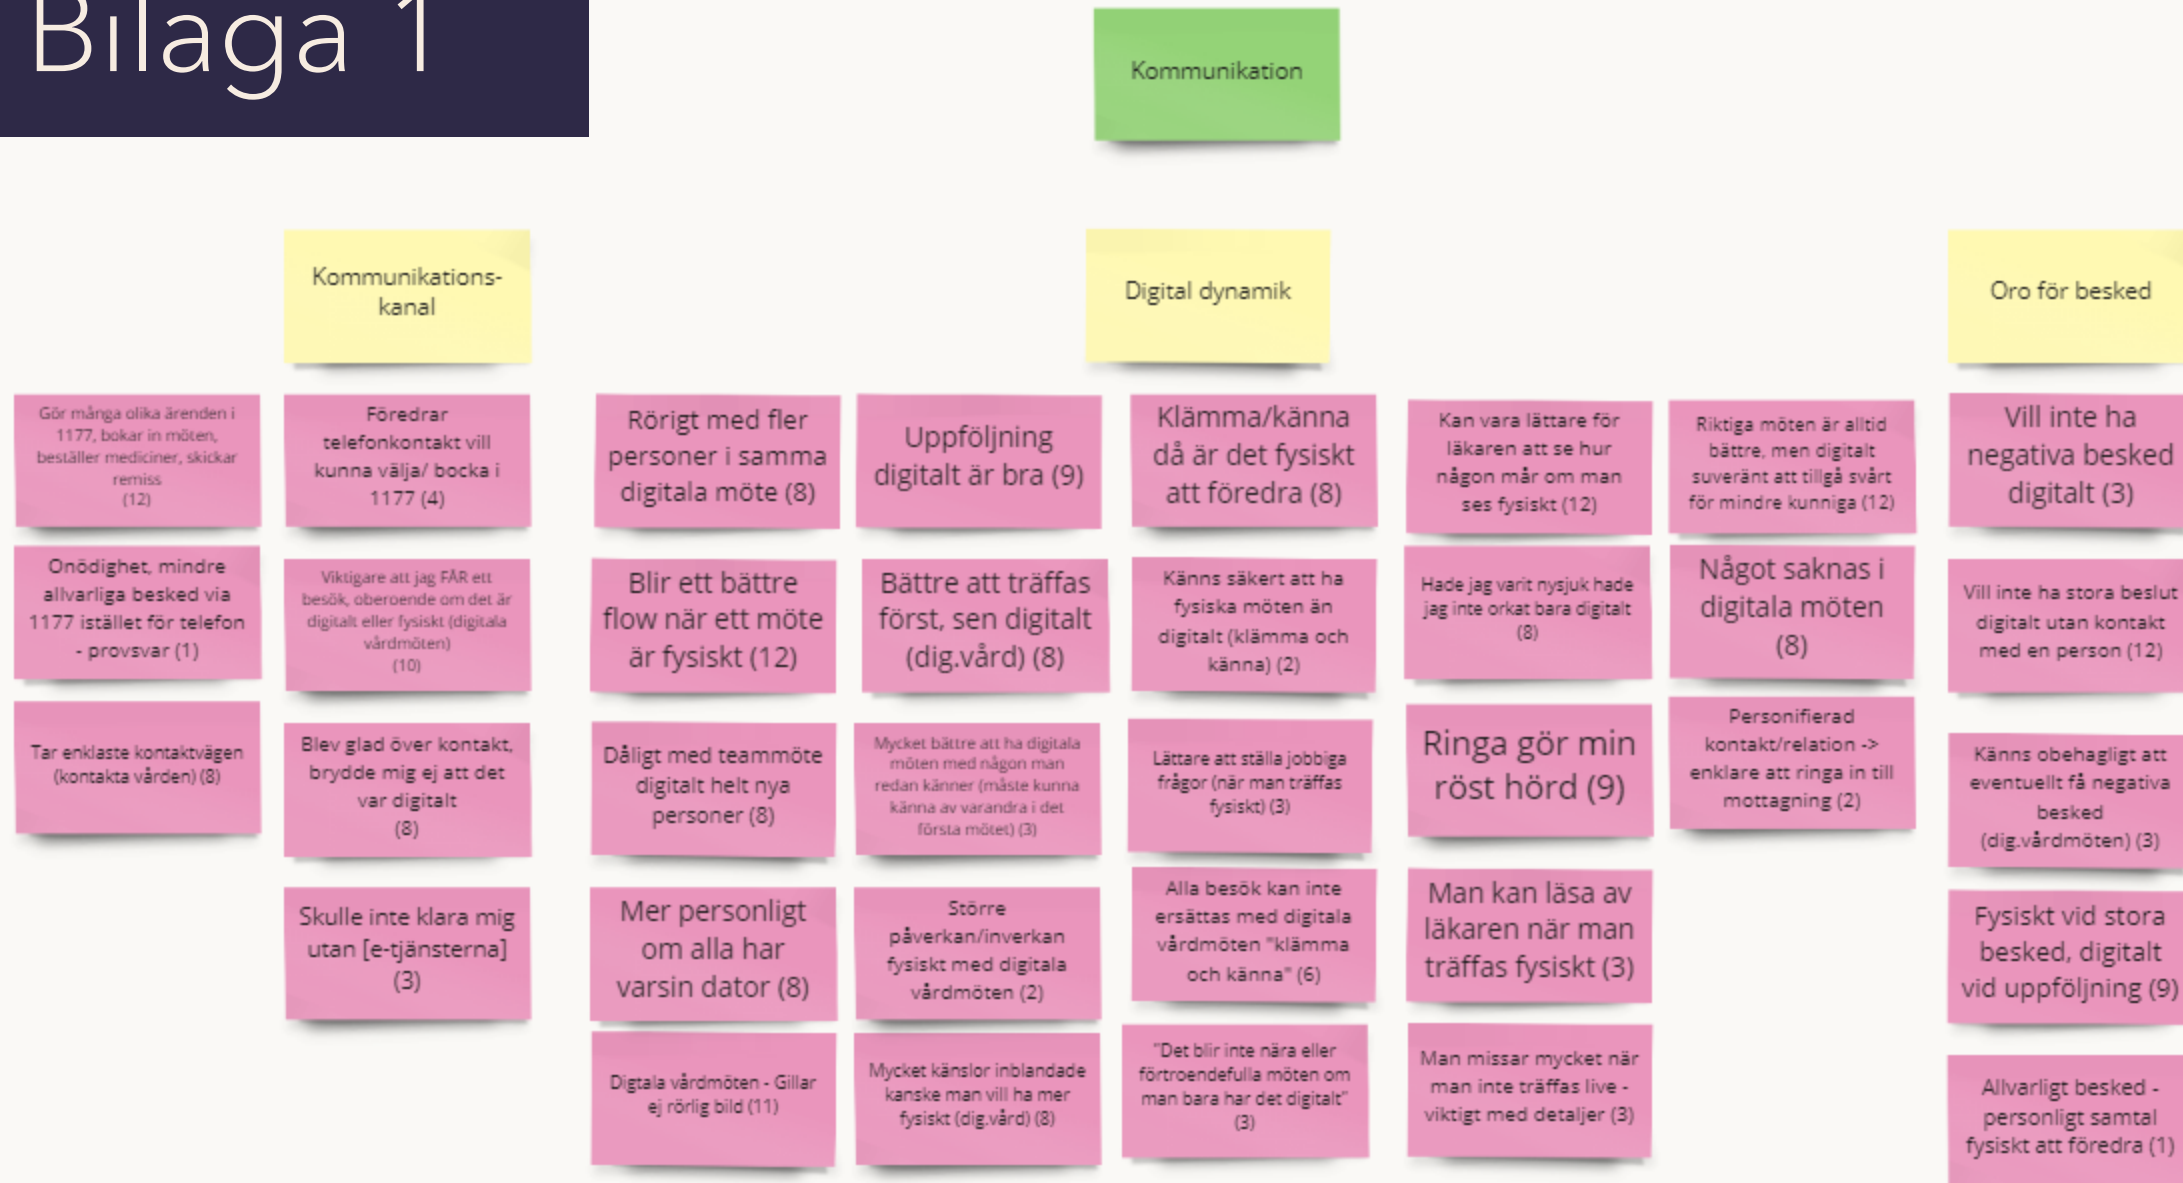 Bilaga 1
Kommunikation
Kommunikations-
kanal
Digital dynamik
Oro för besked
Gör många olika ärenden i
1177, bokar in möten,
beställer mediciner, skickar
remiss
(12)
Onödighet, mindre
allvarliga besked via
1177 istället för telefon
- provsvar (1)
Tar enklaste kontaktvägen
(kontakta vården) (8)
Föredrar
telefonkontakt vill
kunna välja/ bocka i
1177 (4)
Viktigare att jag FÅR ett
besök, oberoende om det är
digitalt eller fysiskt (digitala
vårdmöten)
(10)
Blev glad över kontakt,
brydde mig ej att det
var digitalt
(8)
Skulle inte klara mig
utan [e-tjänsterna]
(3)
Rörigt med fler
personer i samma
digitala möte (8)
Blir ett bättre
flow när ett möte
är fysiskt (12)
Dåligt med teammöte
digitalt helt nya
personer (8)
Mer personligt
om alla har
varsin dator (8)
Digtala vårdmöten - Gillar
ej rörlig bild (11)
Uppföljning
digitalt är bra (9)
Bättre att träffas
först, sen digitalt
(dig.vård) (8)
Mycket bättre att ha digitala
möten med någon man
redan känner (måste kunna
känna av varandra i det
första mötet) (3)
Större
påverkan/inverkan
fysiskt med digitala
vårdmöten (2)
Mycket känslor inblandade
kanske man vill ha mer
fysiskt (dig.vård) (8)
Klämma/känna
då är det fysiskt
att föredra (8)
Känns säkert att ha
fysiska möten än
digitalt (klämma och
känna) (2)
Lättare att ställa jobbiga
frågor (när man träffas
fysiskt) (3)
Alla besök kan inte
ersättas med digitala
vårdmöten "klämma
och känna" (6)
"Det blir inte nära eller
förtroendefulla möten om
man bara har det digitalt"
(3)
Kan vara lättare för
läkaren att se hur
någon mår om man
ses fysiskt (12)
Hade jag varit nysjuk hade
jag inte orkat bara digitalt
(8)
Ringa gör min
röst hörd (9)
Man kan läsa av
läkaren när man
träffas fysiskt (3)
Man missar mycket när
man inte träffas live -
viktigt med detaljer (3)
Riktiga möten är alltid
bättre, men digitalt
suveränt att tillgå svårt
för mindre kunniga (12)
Något saknas i
digitala möten
(8)
Personifierad
kontakt/relation ->
enklare att ringa in till
mottagning (2)
Vill inte ha
negativa besked
digitalt (3)
Vill inte ha stora beslut
digitalt utan kontakt
med en person (12)
Känns obehagligt att
eventuellt få negativa
besked
(dig.vårdmöten) (3)
Fysiskt vid stora
besked, digitalt
vid uppföljning (9)
Allvarligt besked -
personligt samtal
fysiskt att föredra (1)